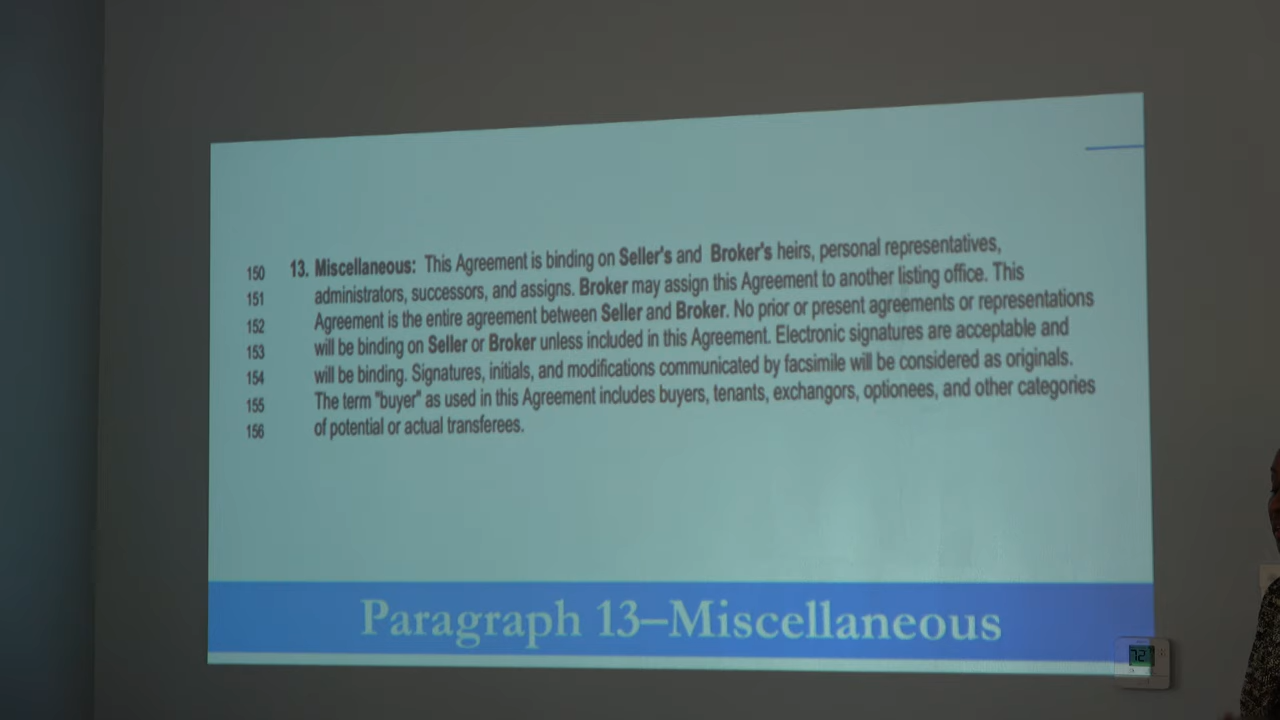 150 13. Miscellaneous: This Agreement is binding on Seller's and Broker's heirs, personal representatives,
151 administrators, successors, and assigns. Broker may assign this Agreement to another listing office. This
152 Agreement is the entire agreement between Seller and Broker. No prior or present agreements or representations
153 will be binding on Seller or Broker unless included in this Agreement. Electronic signatures are acceptable and
154 will be binding. Signatures, initials, and modifications communicated by facsimile will be considered as originals.
155 The term "buyer" as used in this Agreement includes buyers, tenants, exchangors, optionees, and other categories
156 of potential or actual transferees.
Paragraph 13–Miscellaneous
72